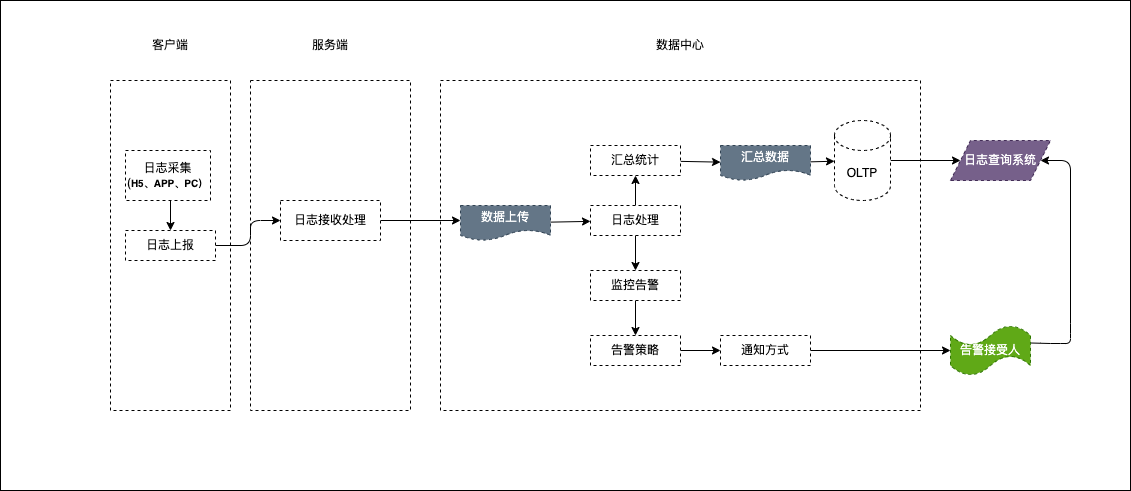 客户端
服务端
数据中心
日志采集
(H5、APP、PC)
日志上报
日志接收处理
数据上传
汇总统计
日志处理
监控告警
告警策略
汇总数据
OLTP
通知方式
日志查询系统
告警接受人